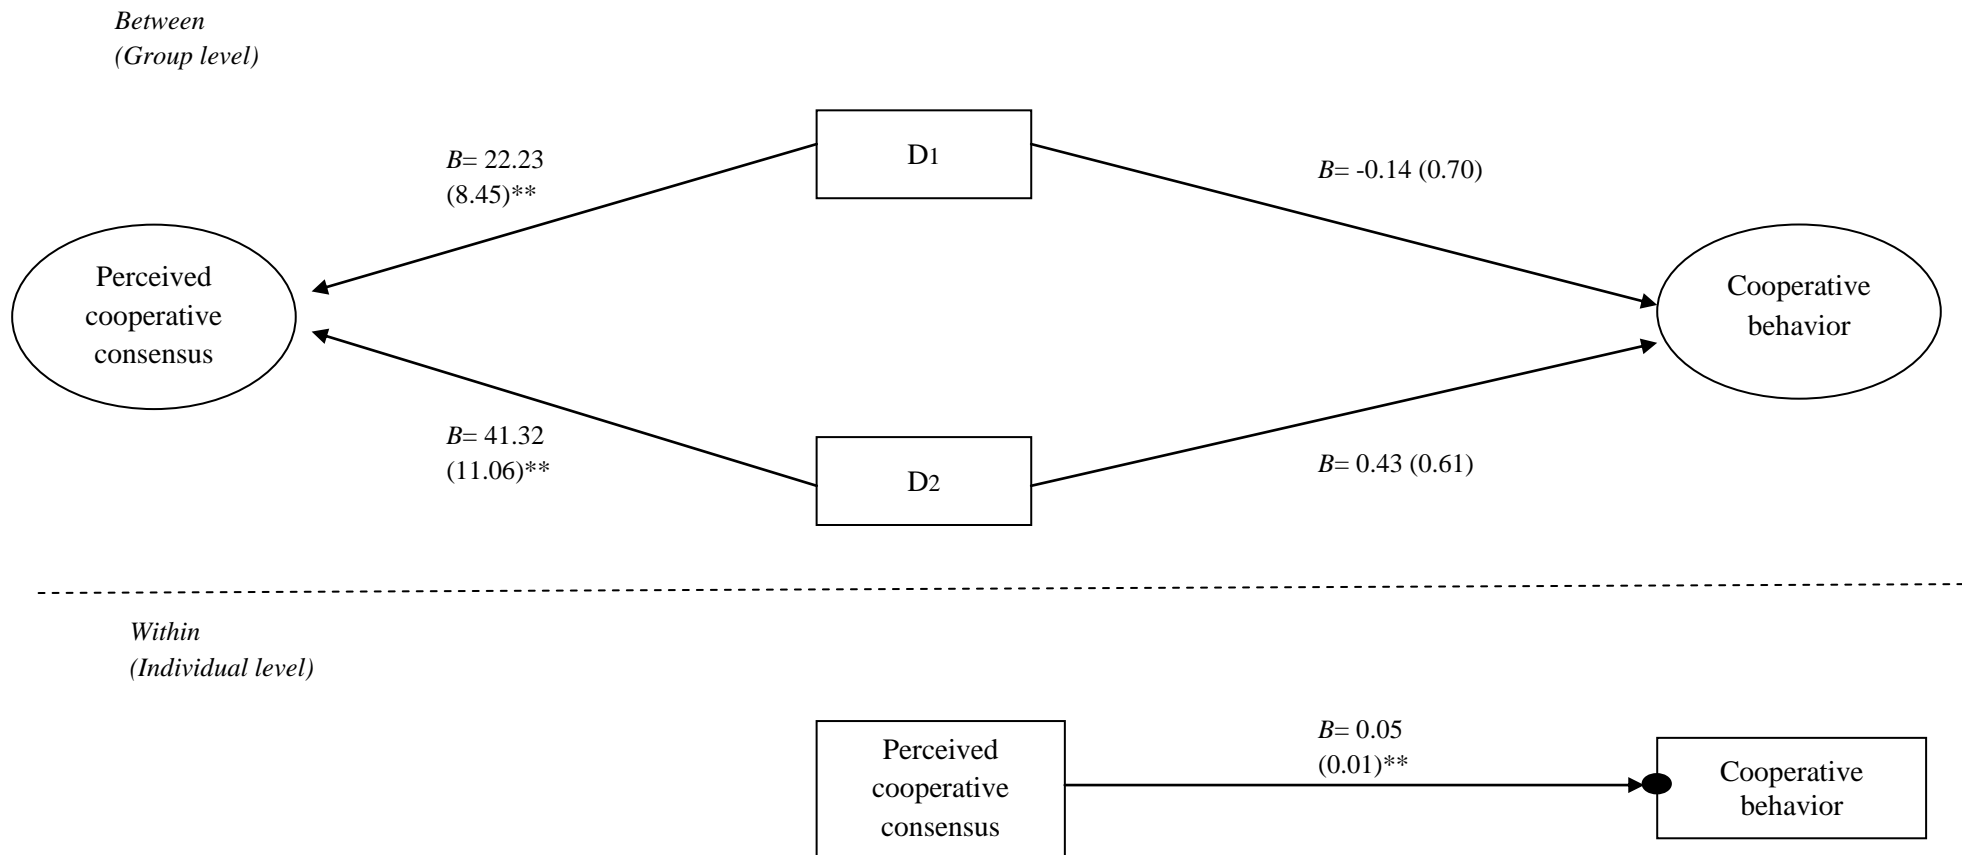 Between
(Group level)
D1
B= 22.23
(8.45)**
B= -0.14 (0.70)
Perceived
cooperative
consensus
Cooperative
behavior
B= 41.32
(11.06)**
D2
B= 0.43 (0.61)
Within
(Individual level)
Perceived
cooperative
consensus
B= 0.05
(0.01)**
Cooperative
behavior